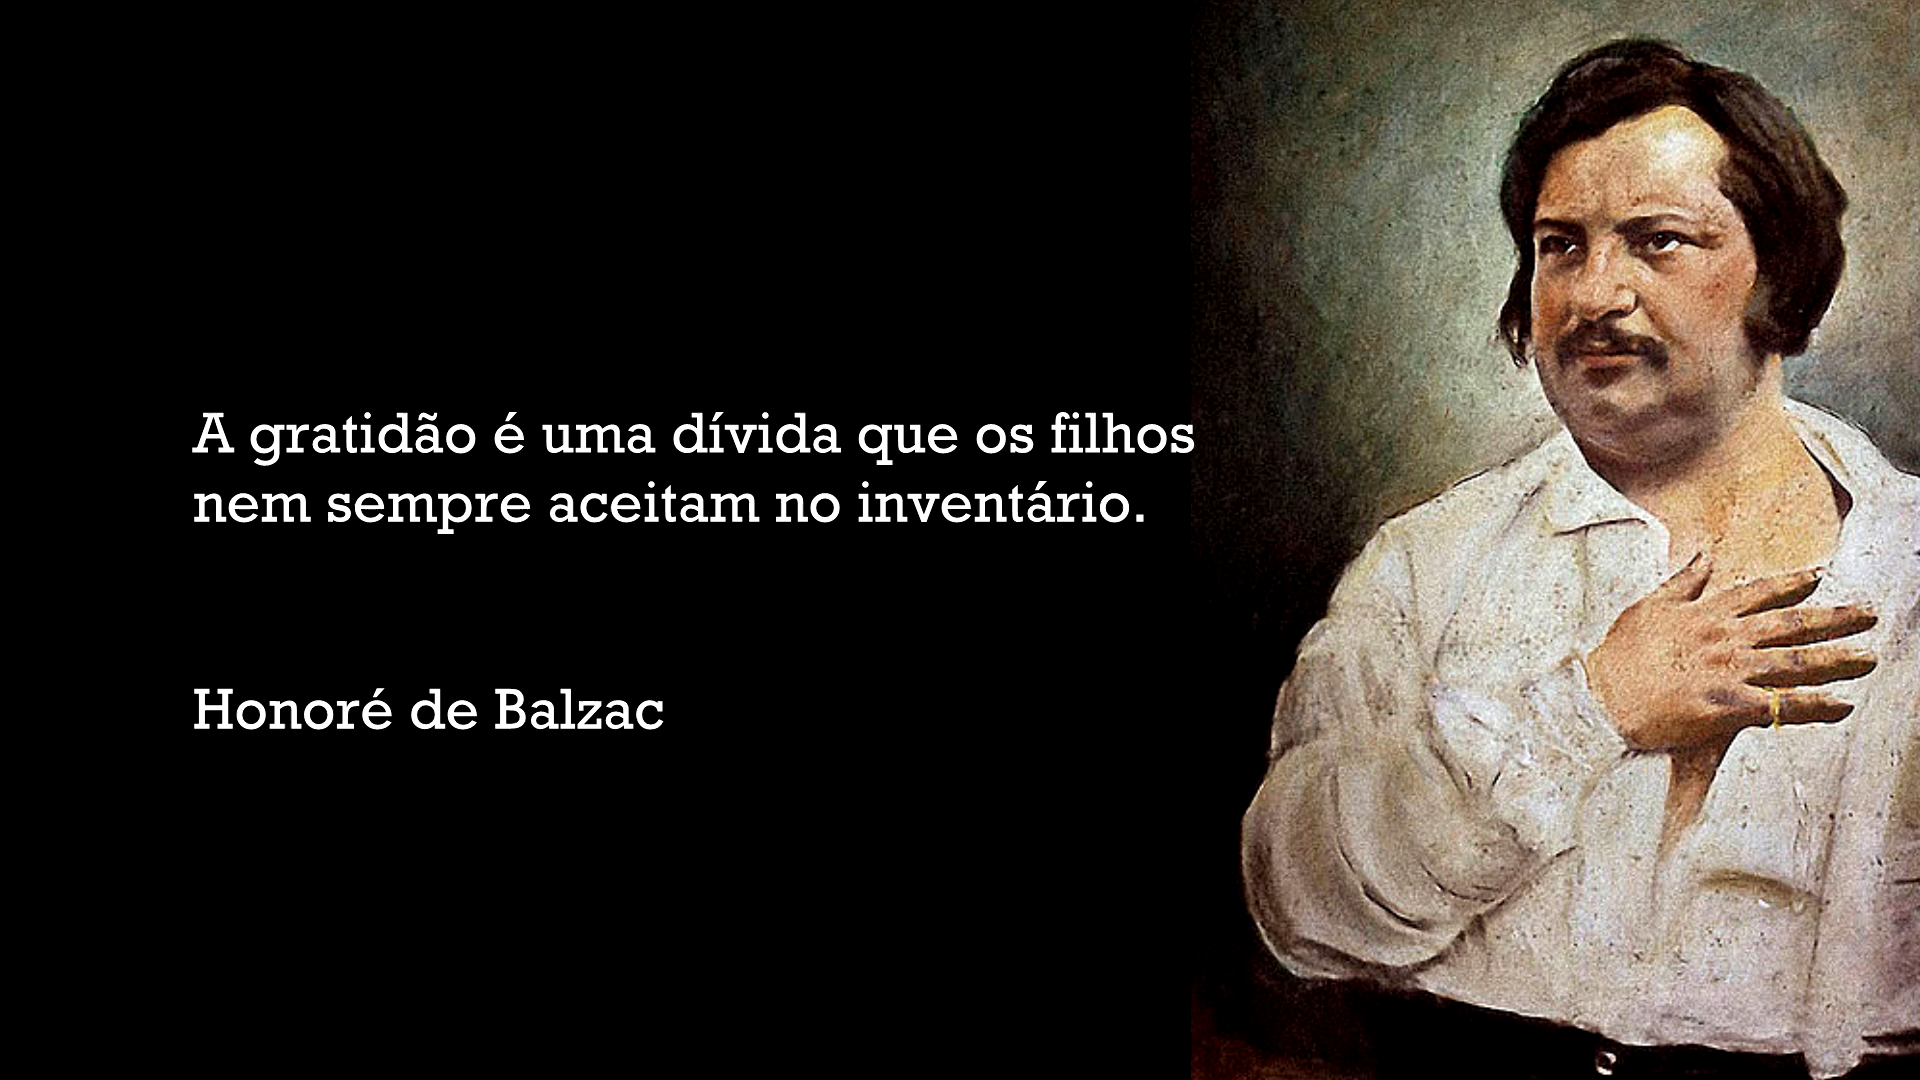 A gratidão é uma dívida que os filhos
nem sempre aceitam no inventário.
Honoré de Balzac